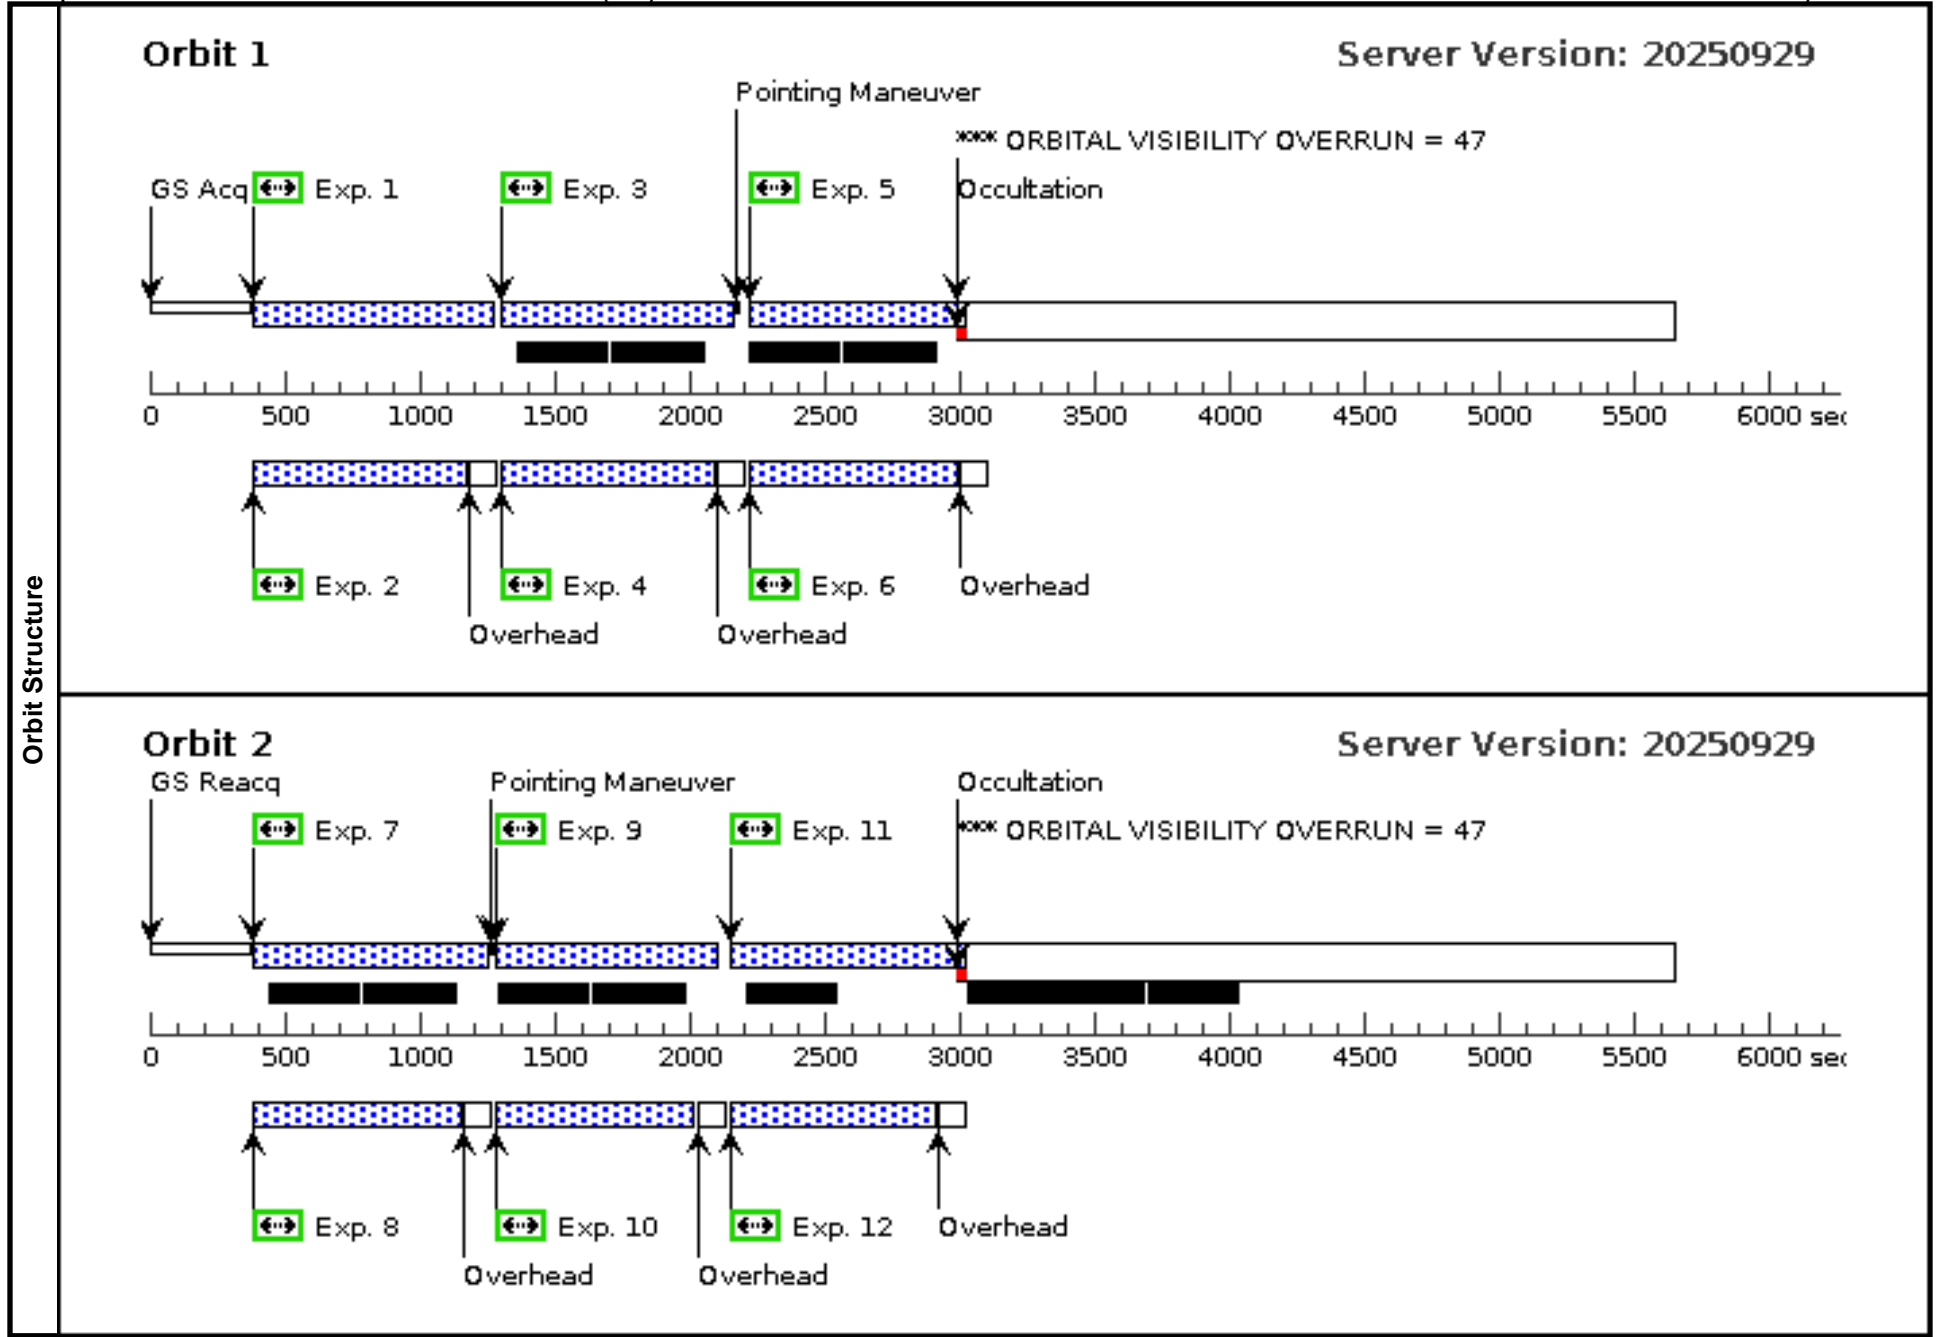 Orbit Structure
Orbit 1
Server Version: 20250929
Pointing Maneuver
**** ORBITAL VISIBILITY OVERRUN = 47
GS Acq Exp. 1 Exp. 3 Exp. 5 Occultation
0 500 1000 1500 2000 2500 3000 3500 4000 4500 5000 5500 6000 sec
Exp. 2 Exp. 4 Exp. 6 Overhead
Overhead Overhead
Orbit 2
Server Version: 20250929
GS Reacq Pointing Maneuver Occultation
Exp. 7 Exp. 9 Exp. 11 **** ORBITAL VISIBILITY OVERRUN = 47
0 500 1000 1500 2000 2500 3000 3500 4000 4500 5000 5500 6000 sec
Exp. 8 Exp. 10 Exp. 12 Overhead
Overhead Overhead